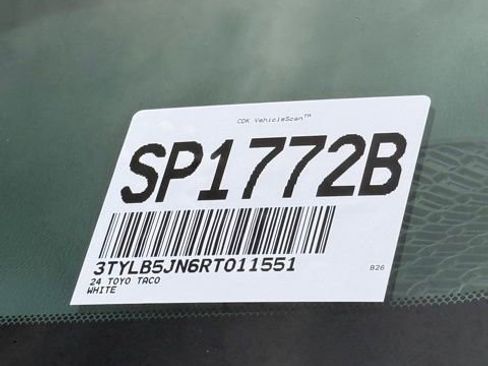 CDK VehicleScan™
SP1772B
3TYLB5JN6RT011551
24 TOYO TACO
WHITE
B26